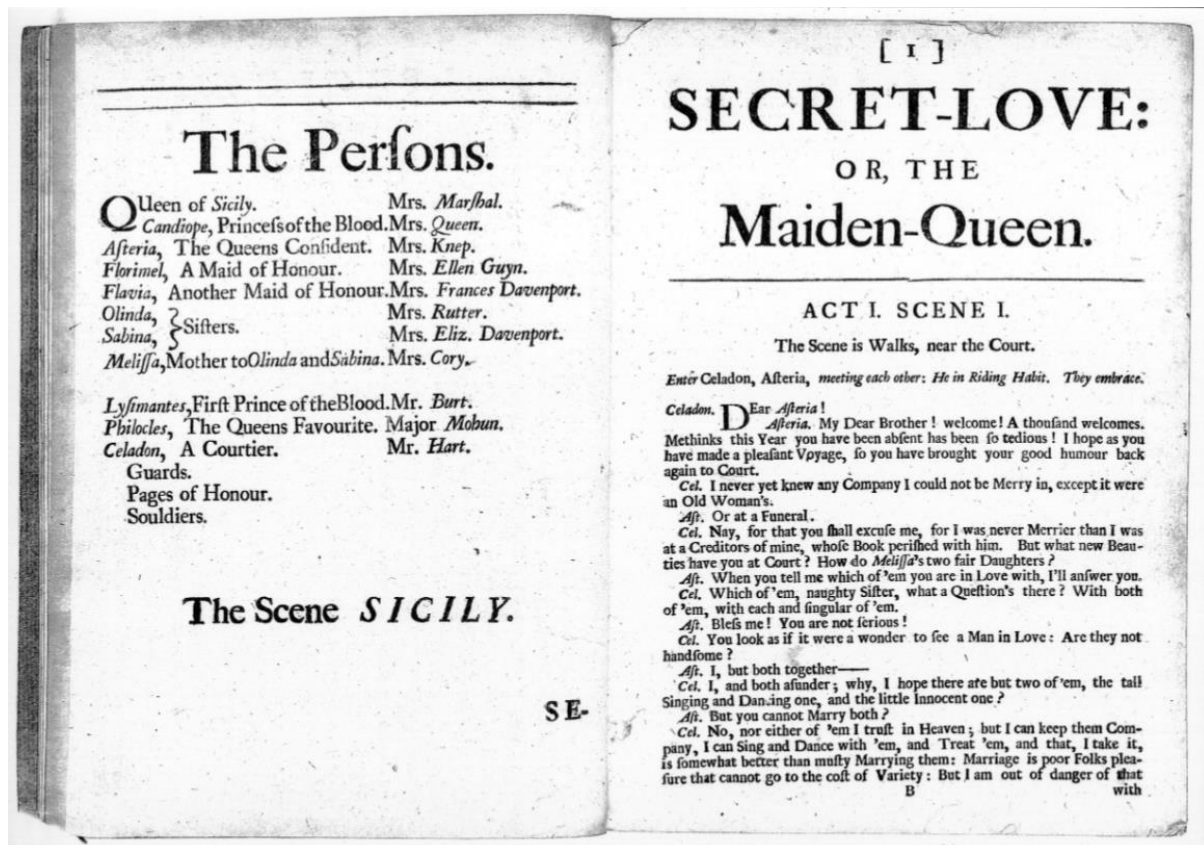 The Perſons.
QUeen of Sicily. Mrs. Marſhal.
Candiope, Princeſs of the Blood. Mrs. Queen.
Aſteria, The Queens Confident. Mrs. Knep.
Florimel, A Maid of Honour. Mrs. Ellen Guyn.
Flavia, Another Maid of Honour. Mrs. Frances Davenport.
Olinda, Mrs. Rutter.
}Siſters.
Sabina, Mrs. Eliz. Davenport.
Meliſſa, Mother to Olinda and Sabina. Mrs. Cory.
Lyſimantes, Firſt Prince of the Blood. Mr. Burt.
Philocles, The Queens Favourite. Major Mohun.
Celadon, A Courtier. Mr. Hart.
Guards.
Pages of Honour.
Souldiers.
The Scene SICILY.
SE-
[ 1 ]
SECRET-LOVE:
OR, THE
Maiden-Queen.
ACT I. SCENE I.
The Scene is Walks, near the Court.
Enter Celadon, Aſteria, meeting each other: He in Riding Habit. They embrace.
Celadon. DEar Aſteria!
Aſteria. My Dear Brother! welcome! A thouſand welcomes.
Methinks this Year you have been abſent has been ſo tedious! I hope as you
have made a pleaſant Voyage, ſo you have brought your good humour back
again to Court.
Cel. I never yet knew any Company I could not be Merry in, except it were
an Old Woman's.
Aſt. Or at a Funeral.
Cel. Nay, for that you ſhall excuſe me, for I was never Merrier than I was
at a Creditors of mine, whoſe Book periſhed with him. But what new Beau-
ties have you at Court? How do Meliſſa's two fair Daughters?
Aſt. When you tell me which of 'em you are in Love with, I'll anſwer you.
Cel. Which of 'em, naughty Siſter, what a Queſtion's there? With both
of 'em, with each and ſingular of 'em.
Aſt. Bleſs me! You are not ſerious!
Cel. You look as if it were a wonder to ſee a Man in Love: Are they not
handſome?
Aſt. I, but both together——
Cel. I, and both aſunder; why, I hope there are but two of 'em, the tall
Singing and Dancing one, and the little Innocent one?
Aſt. But you cannot Marry both?
Cel. No, nor either of 'em I truſt in Heaven; but I can keep them Com-
pany, I can Sing and Dance with 'em, and Treat 'em, and that, I take it,
is ſomewhat better than muſty Marrying them: Marriage is poor Folks plea-
ſure that cannot go to the coſt of Variety: But I am out of danger of that
B with